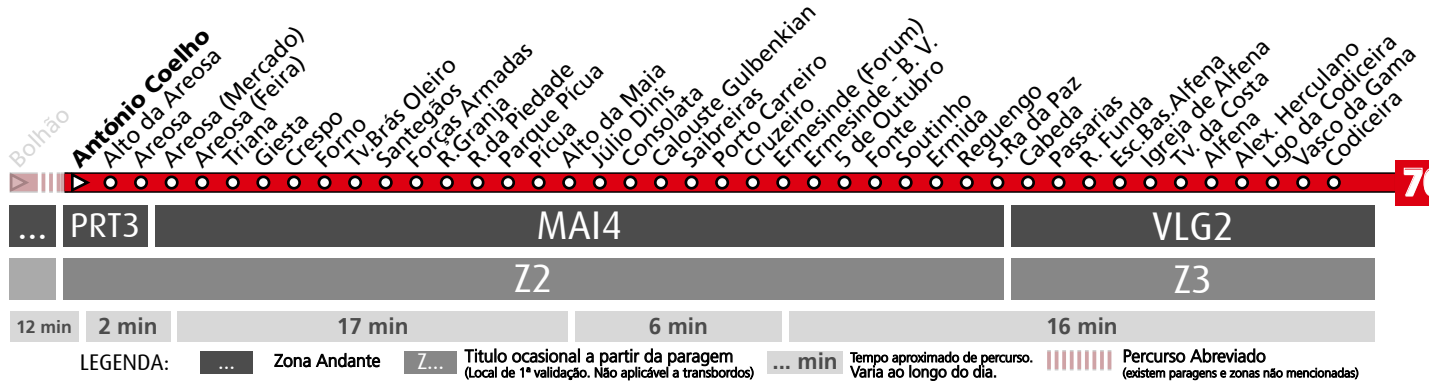 Bolhão
António Coelho
Alto da Areosa
Areosa
Areosa (Mercado)
Areosa (Feira)
Triana
Giesta
Crespo
Forno
Tv.Brás Oleiro
Santegãos
Forças Armadas
R.Granja
R.da Piedade
Parque Pícua
Pícua
Alto da Maia
Júlio Dinis
Consolata
Calouste Gulbenkian
Saibreiras
Porto Carreiro
Cruzeiro
Ermesinde (Forum)
Ermesinde - B. V.
5 de Outubro
Fonte
Soutinho
Ermida
Reguengo
S.Ra da Paz
Cabeda
Passarias
R. Funda
Esc.Bas.Alfena
Igreja de Alfena
Tv. da Costa
Alfena
Alex. Herculano
Lgo da Codiceira
Vasco da Gama
Codiceira
... PRT3 MAI4 VLG2
Z2 Z3
12 min 2 min 17 min 6 min 16 min
LEGENDA: ... Zona Andante Z... Titulo ocasional a partir da paragem ... min Tempo aproximado de percurso. Percurso Abreviado
(Local de 1ª validação. Não aplicável a transbordos) Varia ao longo do dia. (existem paragens e zonas não mencionadas)